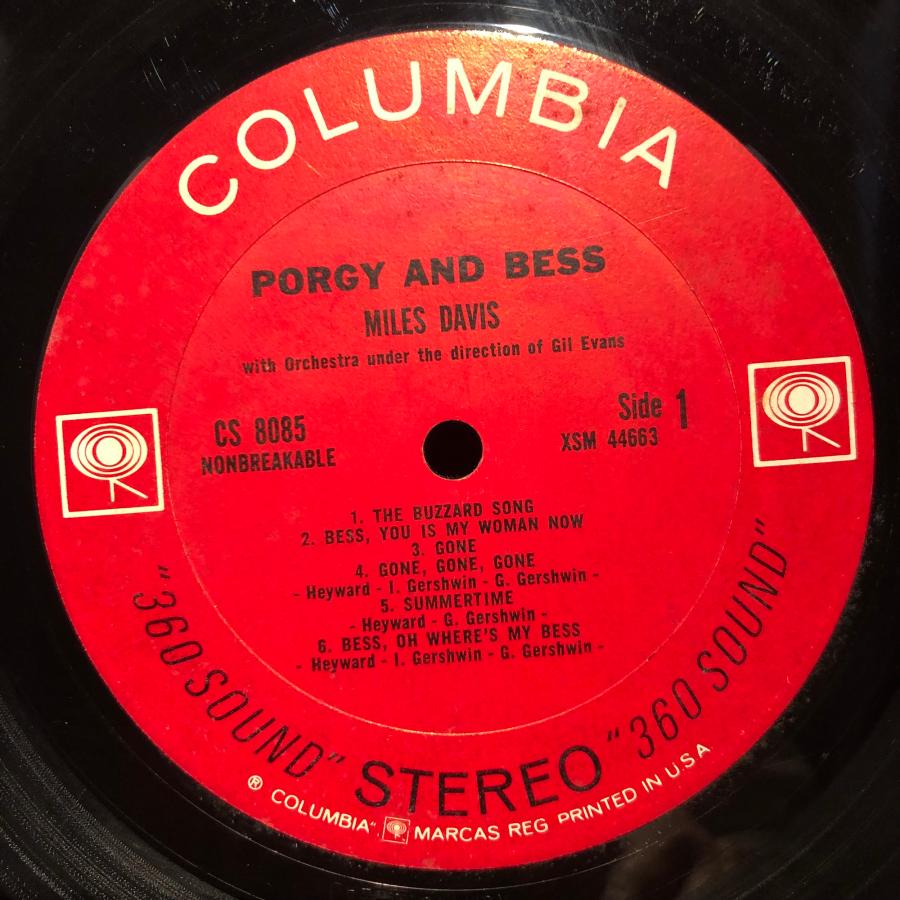 COLUMBIA
PORGY AND BESS
MILES DAVIS
with Orchestra under the direction of Gil Evans
CS 8085
NONBREAKABLE
Side 1
XSM 44663
1. THE BUZZARD SONG
2. BESS, YOU IS MY WOMAN NOW
3. GONE
4. GONE, GONE, GONE
- Heyward - I. Gershwin - G. Gershwin -
5. SUMMERTIME
- Heyward - G. Gershwin -
6. BESS, OH WHERE'S MY BESS
- Heyward - I. Gershwin - G. Gershwin -
"360 SOUND" STEREO "360 SOUND"
® COLUMBIA" MARCAS REG PRINTED IN U.S.A